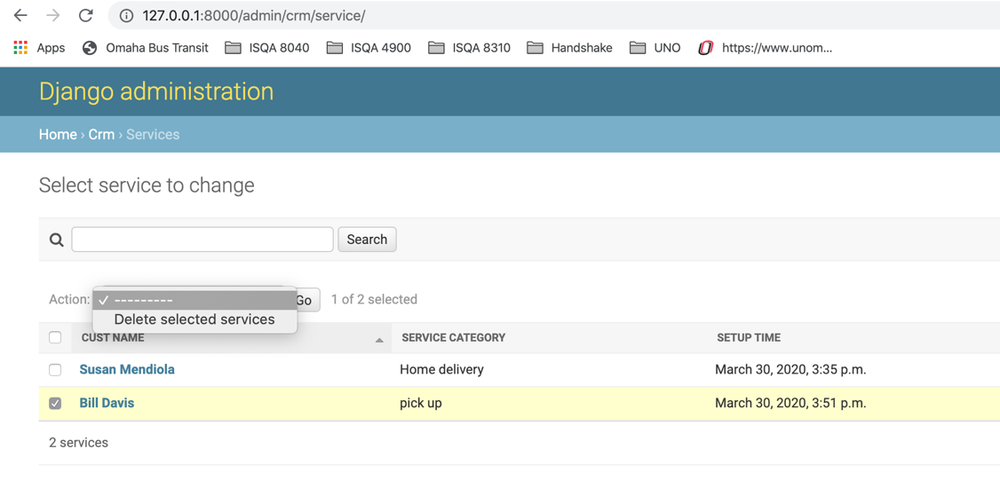 127.0.0.1:8000/admin/crm/service/
Apps Omaha Bus Transit ISQA 8040 ISQA 4900 ISQA 8310 Handshake UNO https://www.unom...
Django administration
Home › Crm › Services
Select service to change
Search
Action: ✓ --------- Go 1 of 2 selected
Delete selected services
CUST NAME SERVICE CATEGORY SETUP TIME
Susan Mendiola Home delivery March 30, 2020, 3:35 p.m.
Bill Davis pick up March 30, 2020, 3:51 p.m.
2 services